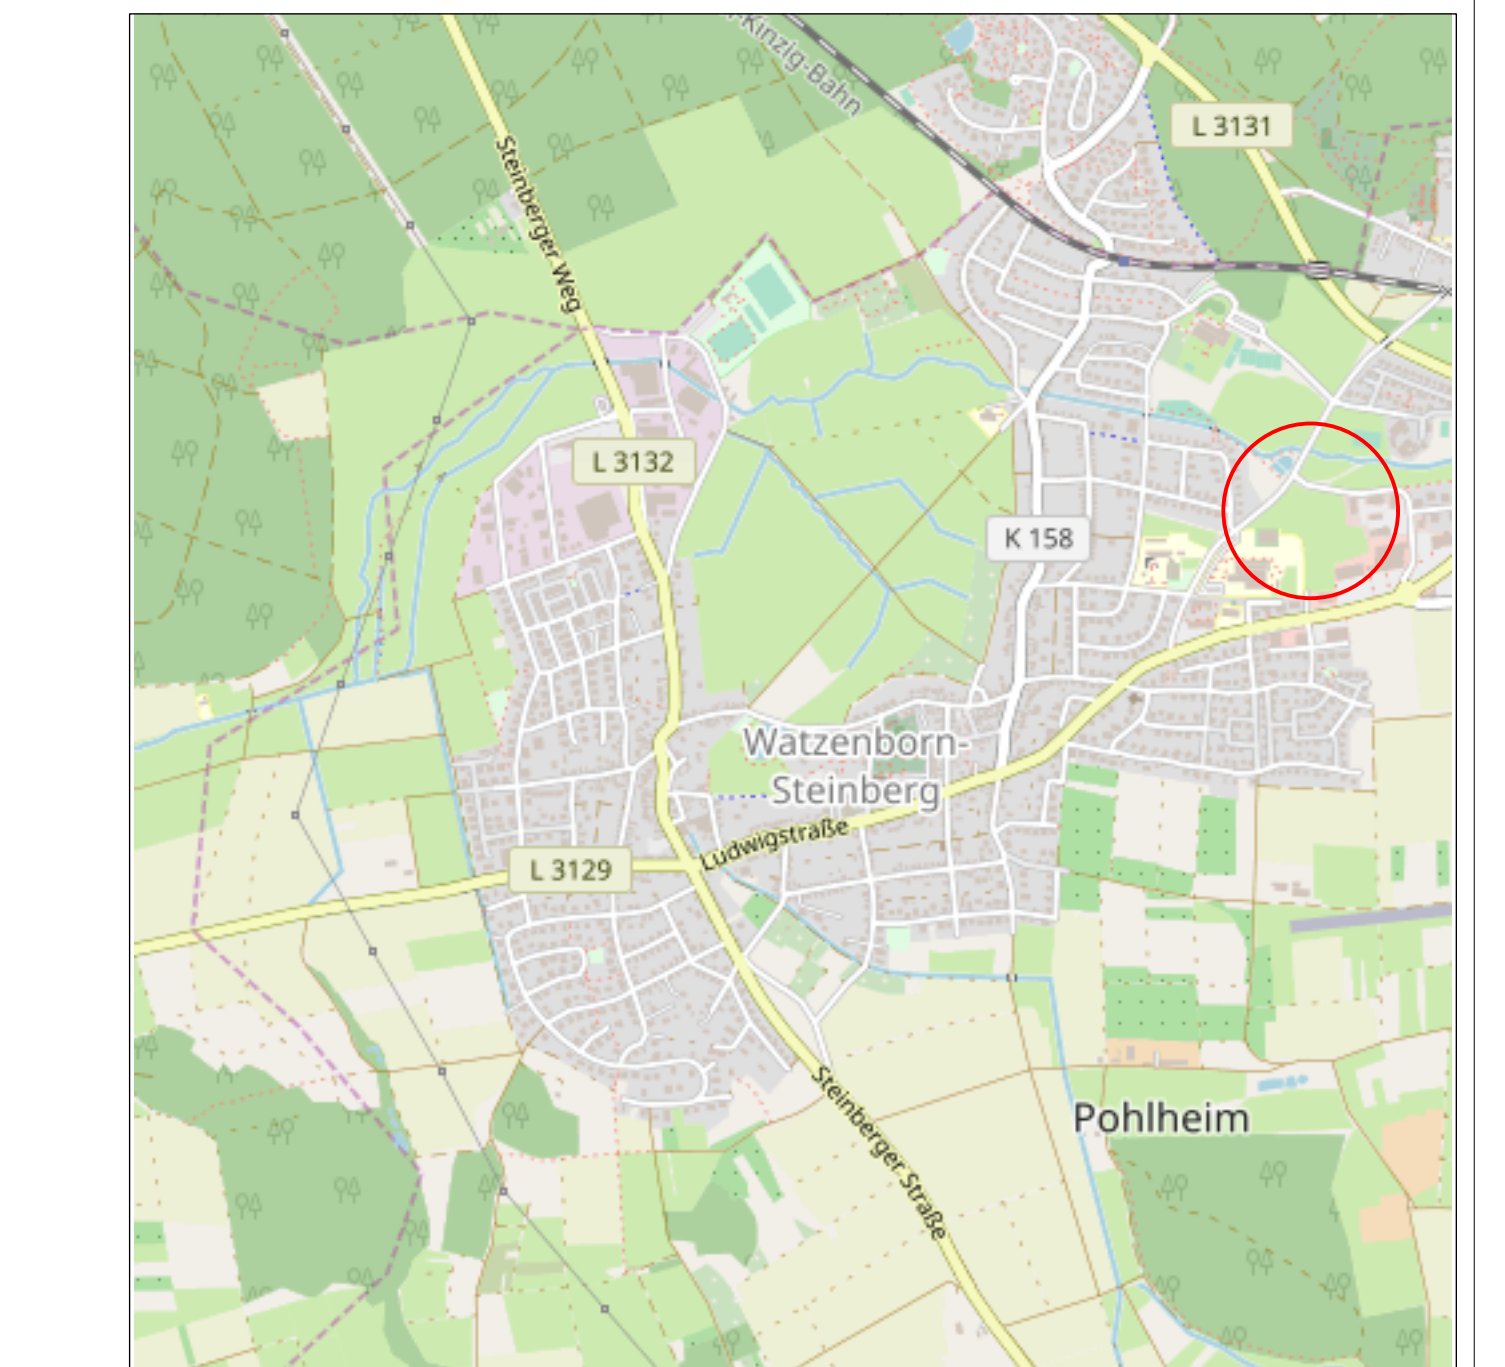 -Kinzig-Bahn
L 3131
Steinberger Weg
L 3132
K 158
Watzenborn-
Steinberg
Ludwigstraße
L 3129
Steinberger Straße
Pohlheim